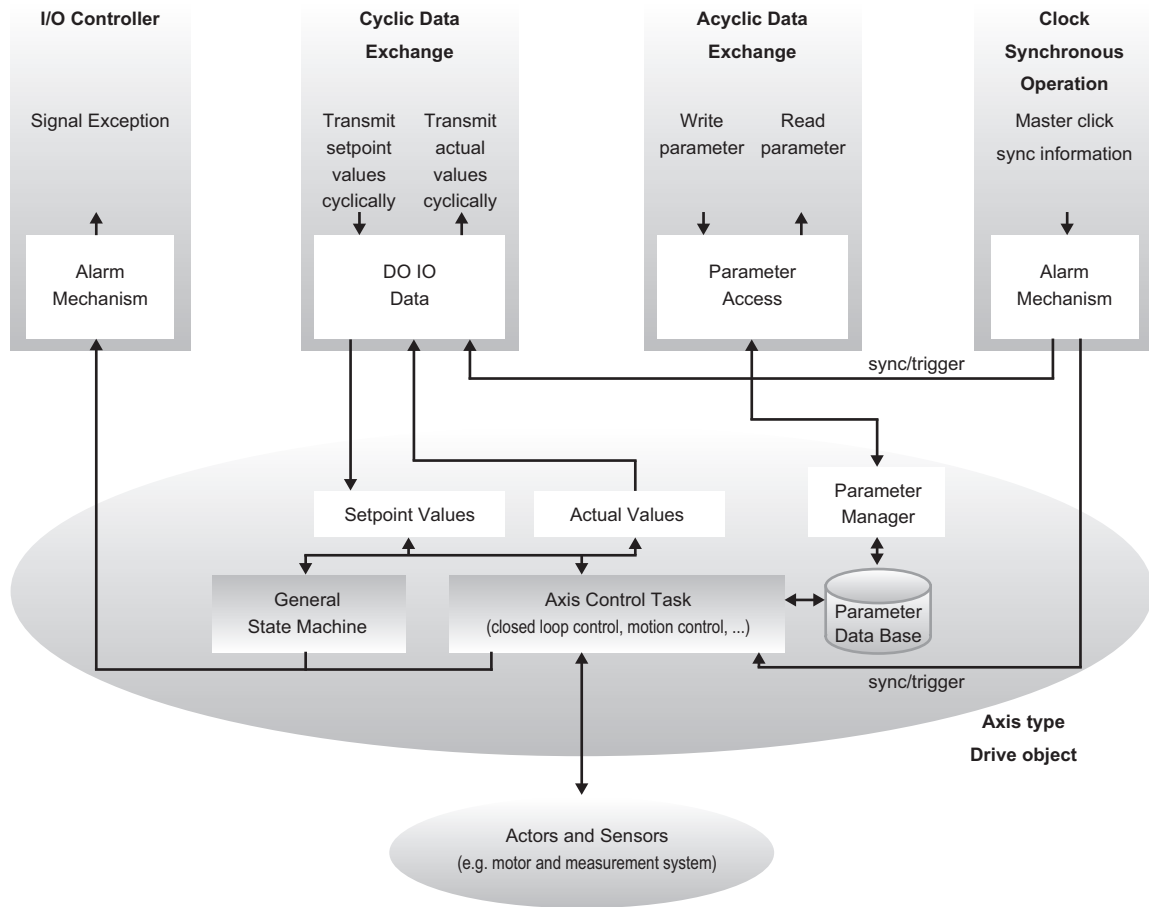 I/O Controller
Signal Exception
Alarm
Mechanism
Cyclic Data
Exchange
Transmit
setpoint
values
cyclically
Transmit
actual
values
cyclically
DO IO
Data
Acyclic Data
Exchange
Write
parameter
Read
parameter
Parameter
Access
Clock
Synchronous
Operation
Master click
sync information
Alarm
Mechanism
sync/trigger
Setpoint Values
Actual Values
Parameter
Manager
General
State Machine
Axis Control Task
(closed loop control, motion control, ...)
Parameter
Data Base
sync/trigger
Axis type
Drive object
Actors and Sensors
(e.g. motor and measurement system)